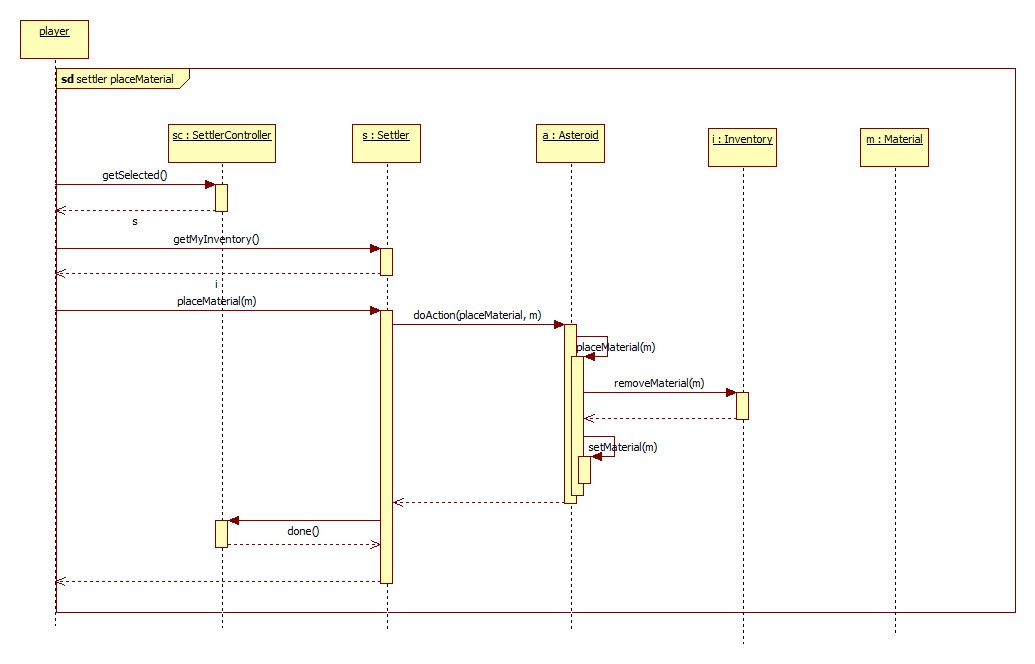 player
sd settler placeMaterial
sc : SettlerController
s : Settler
a : Asteroid
i : Inventory
m : Material
getSelected()
s
getMyInventory()
i
placeMaterial(m)
doAction(placeMaterial, m)
placeMaterial(m)
removeMaterial(m)
setMaterial(m)
done()